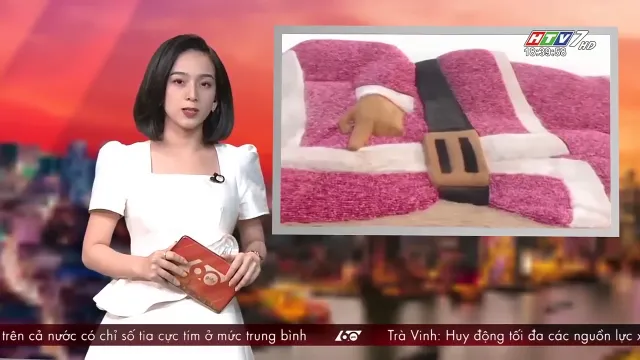 HTV7 HD
18:39:58
trên cả nước có chỉ số tia cực tím ở mức trung bình
60
Trà Vinh: Huy động tối đa các nguồn lực